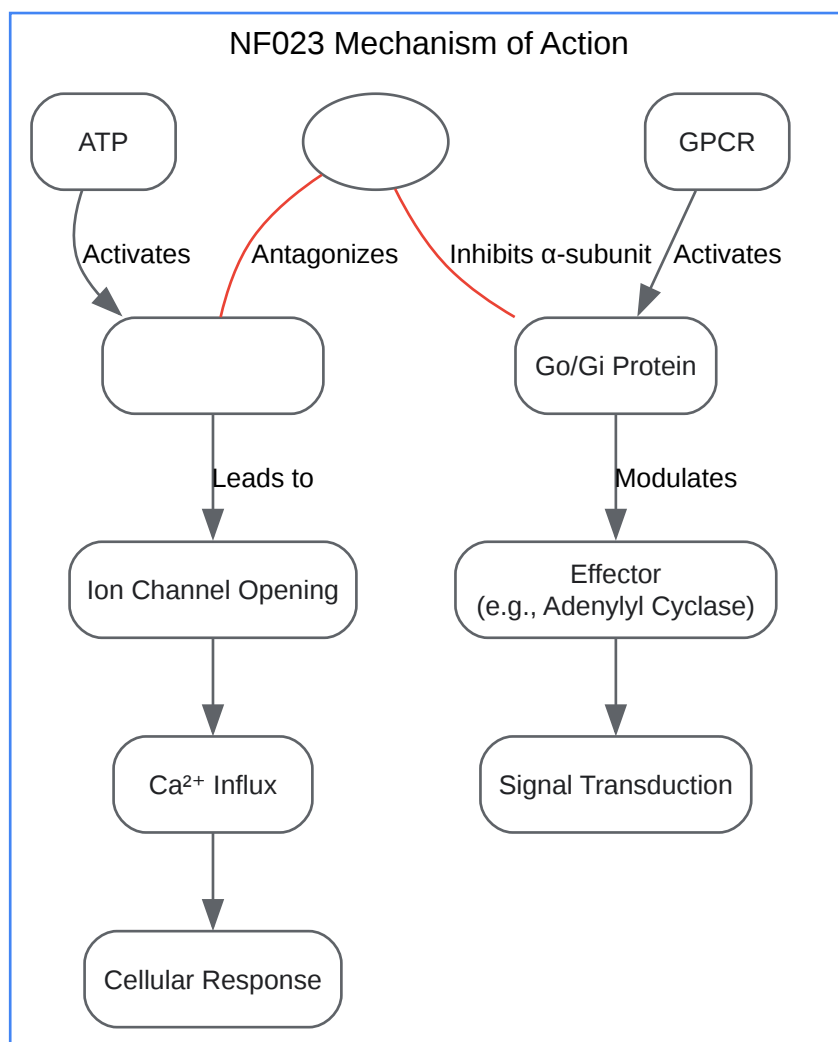 NF023 Mechanism of Action
ATP
GPCR
Activates
Antagonizes
Inhibits α-subunit
Activates
Go/Gi Protein
Leads to
Modulates
Ion Channel Opening
Effector
(e.g., Adenylyl Cyclase)
Ca²⁺ Influx
Signal Transduction
Cellular Response